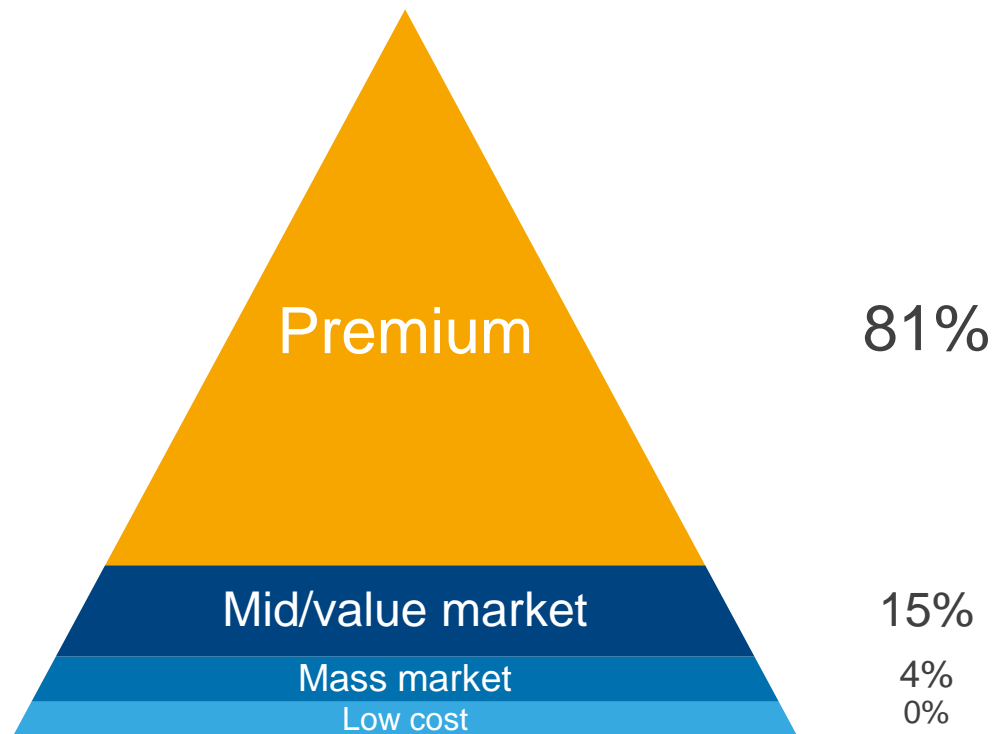 Premium 81%
Mid/value market 15%
Mass market 4%
Low cost 0%